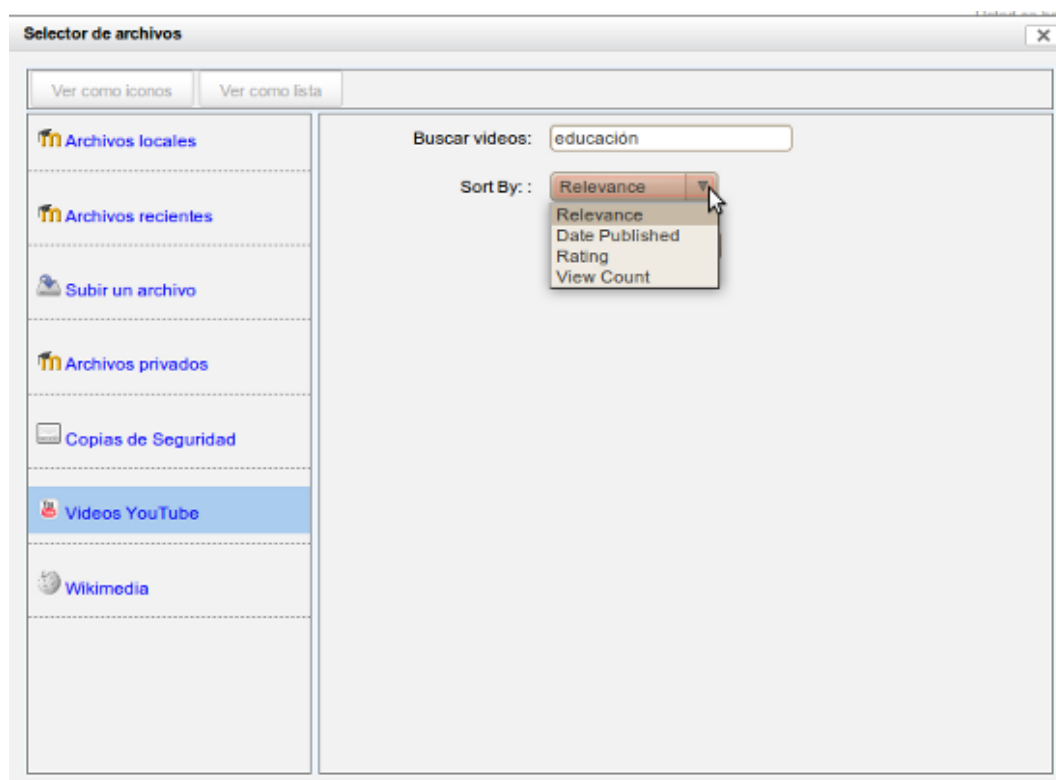 Selector de archivos
Ver como iconos
Ver como lista
Archivos locales
Archivos recientes
Subir un archivo
Archivos privados
Copias de Seguridad
Videos YouTube
Wikimedia
Buscar videos: educación
Sort By: : Relevance
Relevance
Date Published
Rating
View Count